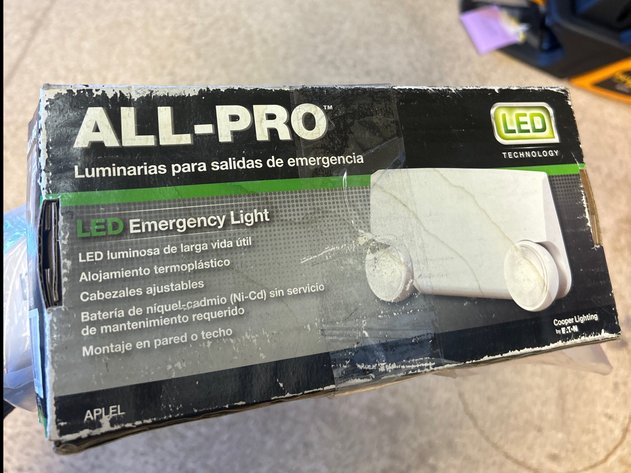 ALL-PRO™
Luminarias para salidas de emergencia
LED
TECHNOLOGY
LED Emergency Light
LED luminosa de larga vida útil
Alojamiento termoplástico
Cabezales ajustables
Batería de níquel-cadmio (Ni-Cd) sin servicio
de mantenimiento requerido
Montaje en pared o techo
Cooper Lighting
by EATON
APLEL